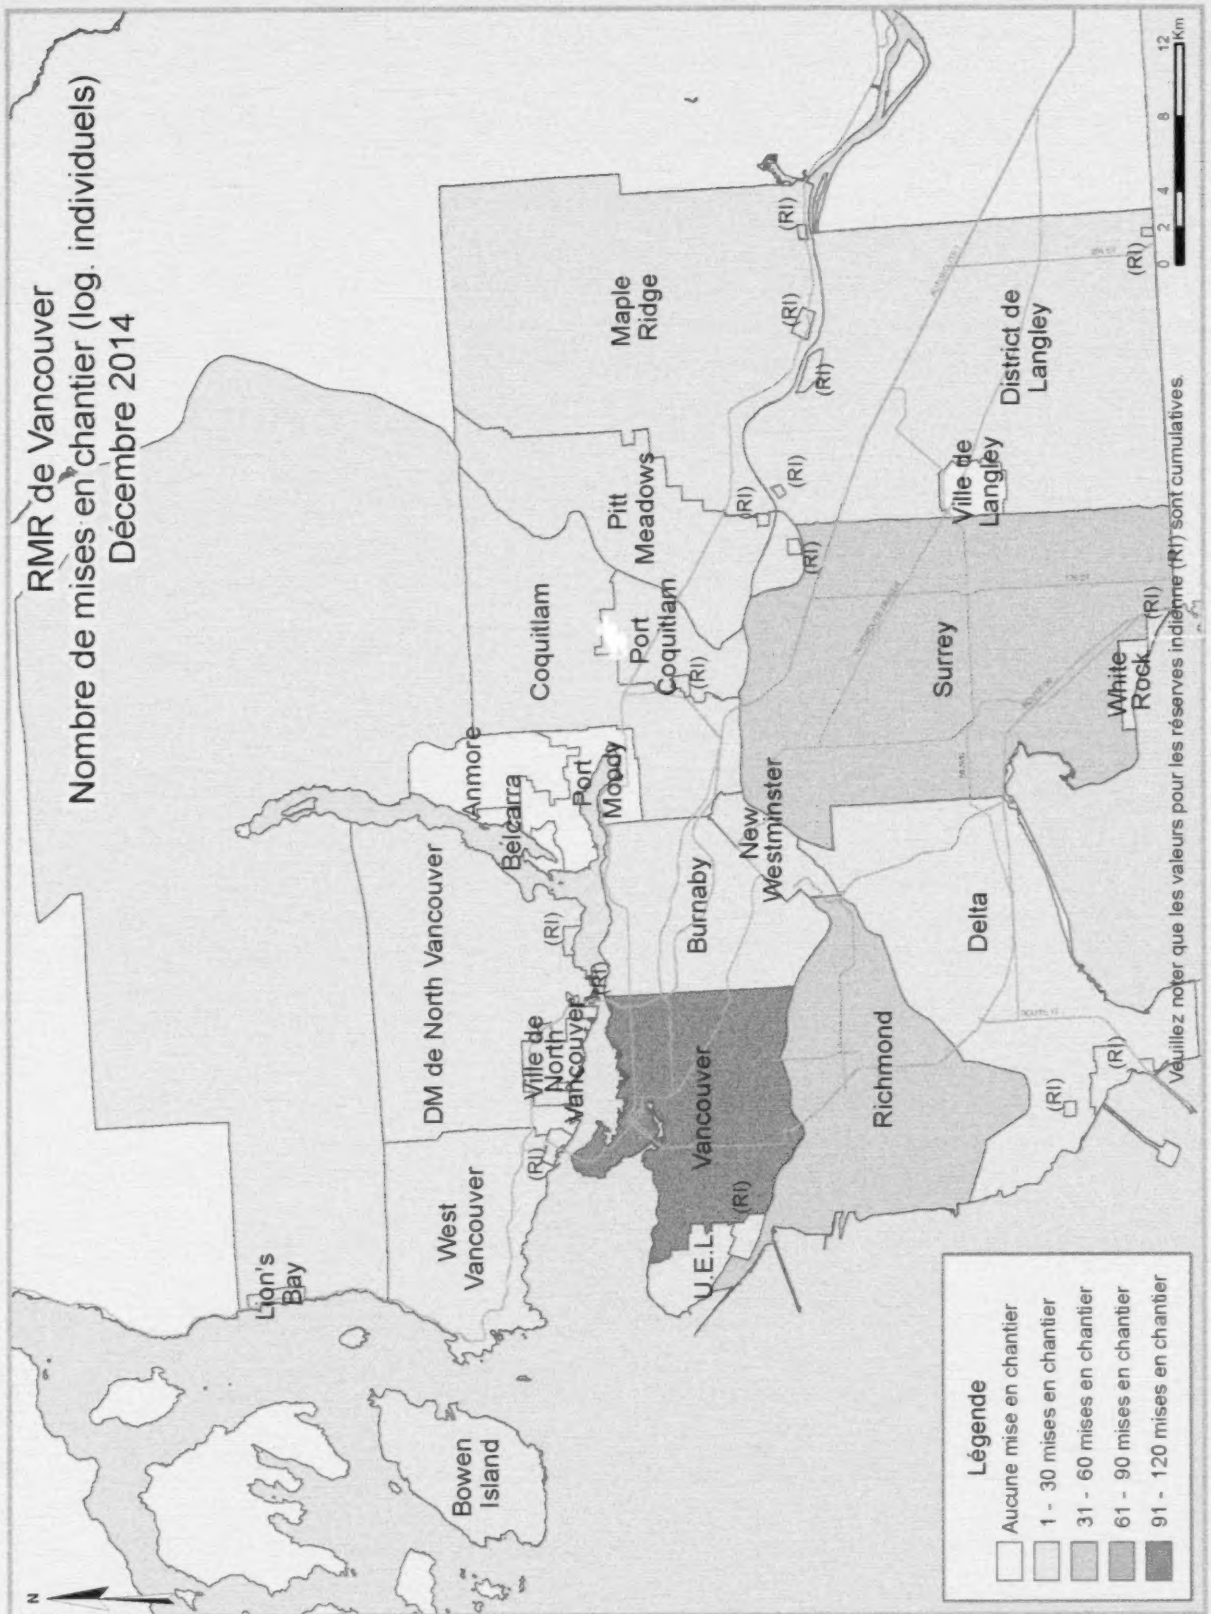 RMR de Vancouver
Nombre de mises en chantier (log. individuels)
Décembre 2014
N
Lion's
Bay
Bowen
Island
West
Vancouver
DM de North Vancouver
Ville de
North
Vancouver
(RI)
(RI)
(RI)
Anmore
Belcarra
Port
Moody
Coquitlam
Port
Coquitlam
(RI)
Pitt
Meadows
(RI)
(RI)
(RI)
Maple
Ridge
(RI)
(RI)
(RI)
U.E.L.
(RI)
Vancouver
Burnaby
New
Westminster
Richmond
Delta
(RI)
(RI)
Surrey
White
Rock
(RI)
Ville de
Langley
District de
Langley
(RI)
Légende
Aucune mise en chantier
1 - 30 mises en chantier
31 - 60 mises en chantier
61 - 90 mises en chantier
91 - 120 mises en chantier
0 2 4 8 12
Km
Veuillez noter que les valeurs pour les réserves indienne (RI) sont cumulatives.